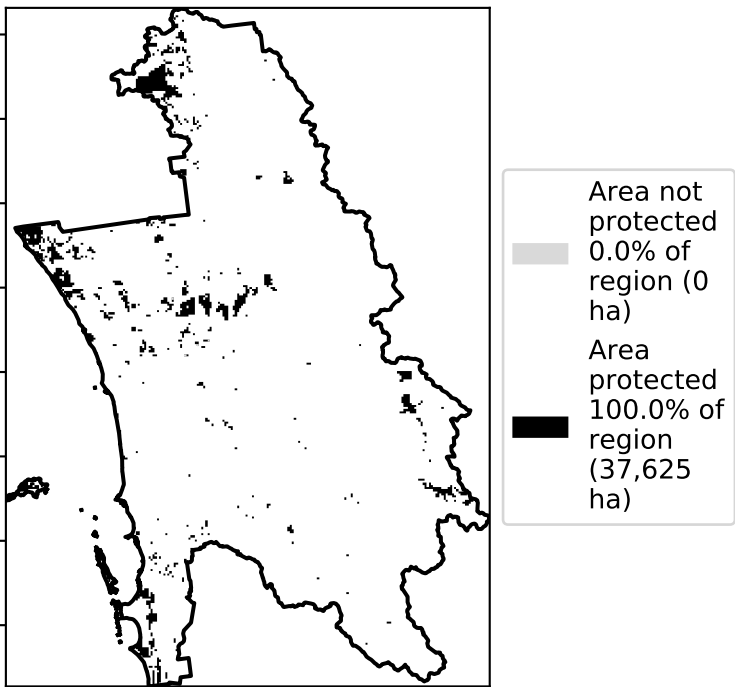 Area not
protected
0.0% of
region (0
ha)
Area
protected
100.0% of
region
(37,625
ha)